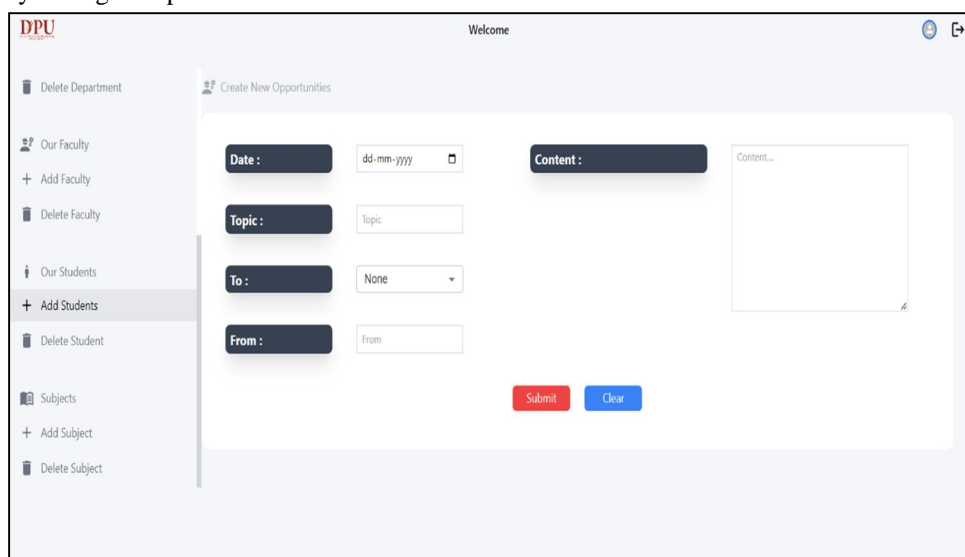 DPU
Welcome
Delete Department
Our Faculty
Add Faculty
Delete Faculty
Our Students
Add Students
Delete Student
Subjects
Add Subject
Delete Subject
Create New Opportunities
Date :
dd-mm-yyyy
Topic :
Topic
To :
None
From :
From
Content :
Content...
Submit
Clear